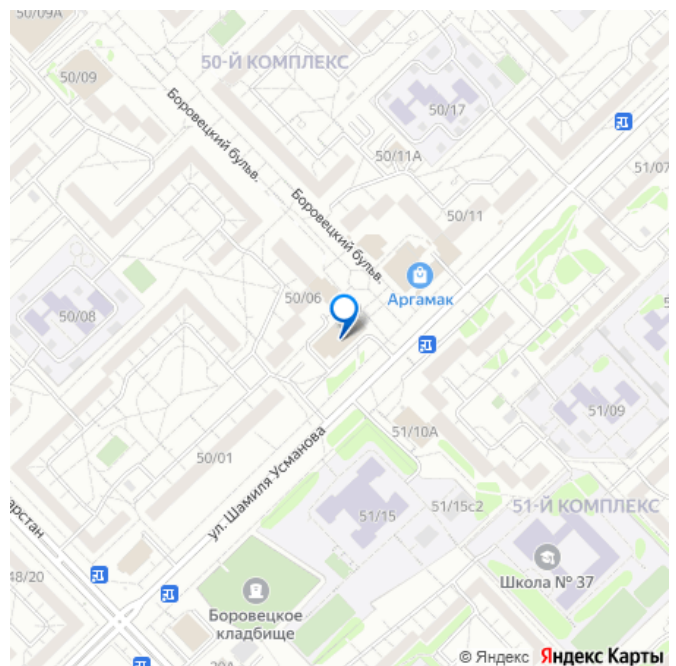 50/09А
50-Й КОМПЛЕКС
50/09
50/17
Боровецкий бульв.
50/11А
51/07
Боровецкий бульв.
50/11
50/06
Аргамак
50/08
51/09
51/10А
50/01
ул. Шамиля Усманова
51/15
51/15с2
51-Й КОМПЛЕКС
48/20
Школа № 37
Боровецкое
кладбище
© Яндекс Яндекс Карты